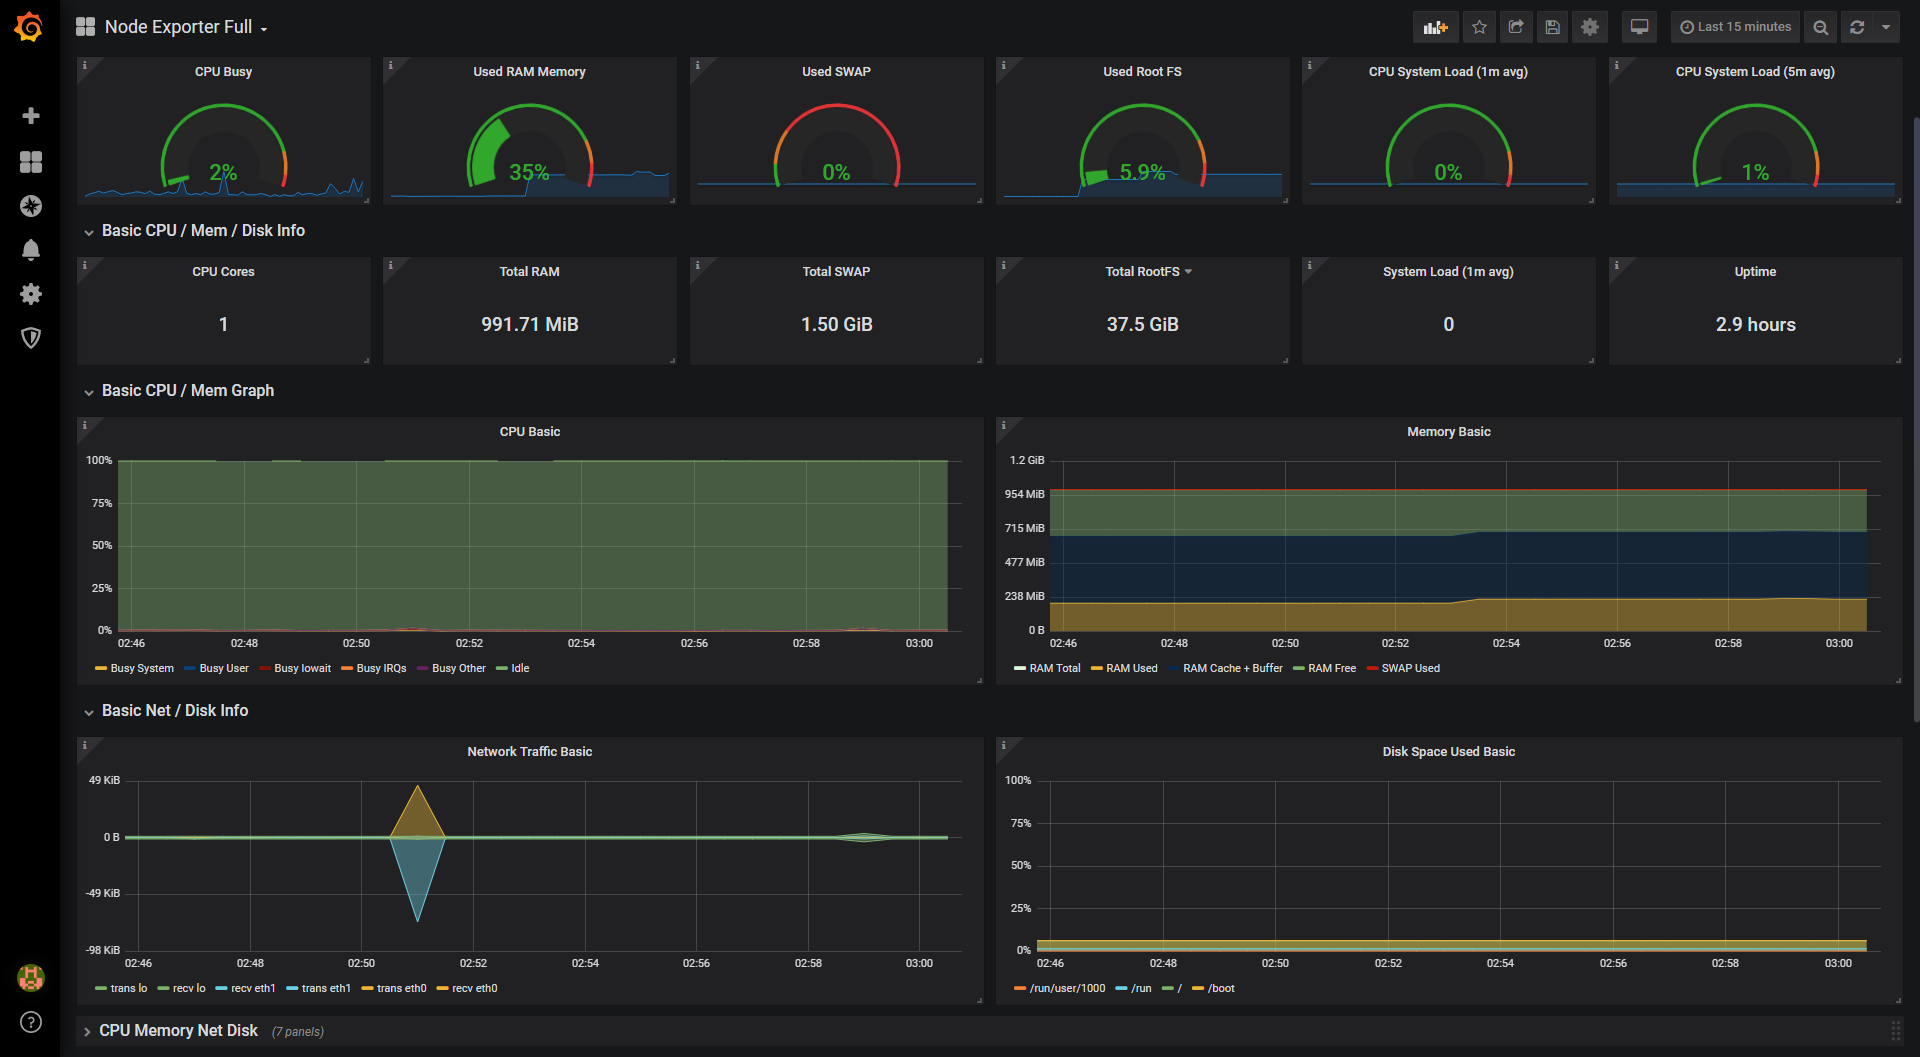 Node Exporter Full
Last 15 minutes
CPU Busy
Used RAM Memory
Used SWAP
Used Root FS
CPU System Load (1m avg)
CPU System Load (5m avg)
2%
35%
0%
5.9%
0%
1%
Basic CPU / Mem / Disk Info
CPU Cores
Total RAM
Total SWAP
Total RootFS
System Load (1m avg)
Uptime
1
991.71 MiB
1.50 GiB
37.5 GiB
0
2.9 hours
Basic CPU / Mem Graph
CPU Basic
100%
75%
50%
25%
0%
02:46 02:48 02:50 02:52 02:54 02:56 02:58 03:00
Busy System Busy User Busy Iowait Busy IRQs Busy Other Idle
Memory Basic
1.2 GiB
954 MiB
715 MiB
477 MiB
238 MiB
0 B
02:46 02:48 02:50 02:52 02:54 02:56 02:58 03:00
RAM Total RAM Used RAM Cache + Buffer RAM Free SWAP Used
Basic Net / Disk Info
Network Traffic Basic
49 KiB
0 B
-49 KiB
-98 KiB
02:46 02:48 02:50 02:52 02:54 02:56 02:58 03:00
trans lo recv lo recv eth1 trans eth1 trans eth0 recv eth0
Disk Space Used Basic
100%
75%
50%
25%
0%
02:46 02:48 02:50 02:52 02:54 02:56 02:58 03:00
/run/user/1000 /run / /boot
CPU Memory Net Disk (7 panels)